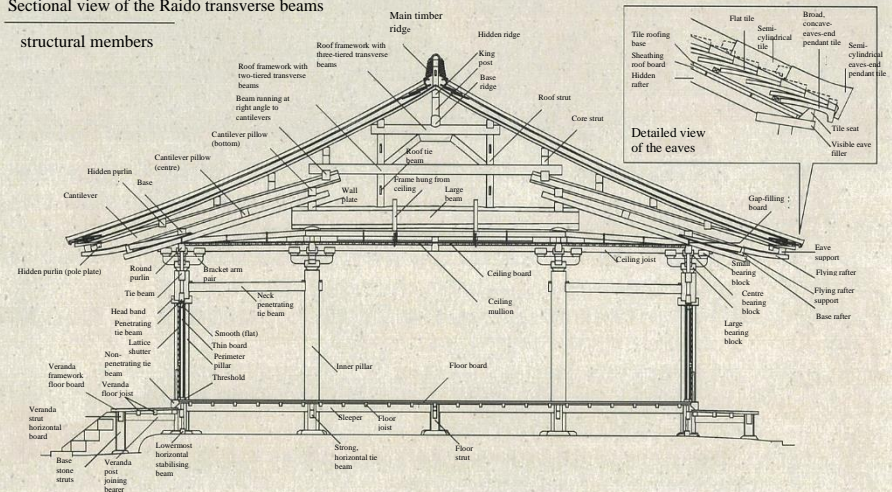 Sectional view of the Raido transverse beams
structural members
Main timber
ridge
Hidden ridge
King
post
Base
ridge
Roof framework with
three-tiered transverse
beams
Roof framework with
two-tiered transverse
beams
Beam running at
right angle to
cantilevers
Cantilever pillow
(bottom)
Cantilever pillow
(centre)
Hidden purlin
Base
Cantilever
Roof strut
Core strut
Roof tie
beam
Frame hung from
ceiling
Large
beam
Wall
plate
Hidden purlin (pole plate)
Round
purlin
Bracket arm
pair
Tie beam
Head band
Penetrating
tie beam
Lattice
shutter
Non-
penetrating tie
beam
Neck
penetrating
tie beam
Smooth (flat)
Thin board
Perimeter
pillar
Threshold
Veranda
framework
floor board
Veranda
floor joist
Veranda
strut
horizontal
board
Base
stone
struts
Veranda
post
joining
bearer
Lowermost
horizontal
stabilising
beam
Inner pillar
Floor board
Sleeper
Floor
joist
Strong,
horizontal tie
beam
Floor
strut
Ceiling board
Ceiling
mullion
Ceiling joist
Small
bearing
block
Centre
bearing
block
Large
bearing
block
Gap-filling
board
Eave
support
Flying rafter
Flying rafter
support
Base rafter
Flat tile
Semi-
cylindrical
tile
Broad,
concave-
eaves-end
pendant tile
Semi-
cylindrical
eaves-end
pendant tile
Tile roofing
base
Sheathing
roof board
Hidden
rafter
Tile seat
Visible eave
filler
Detailed view
of the eaves